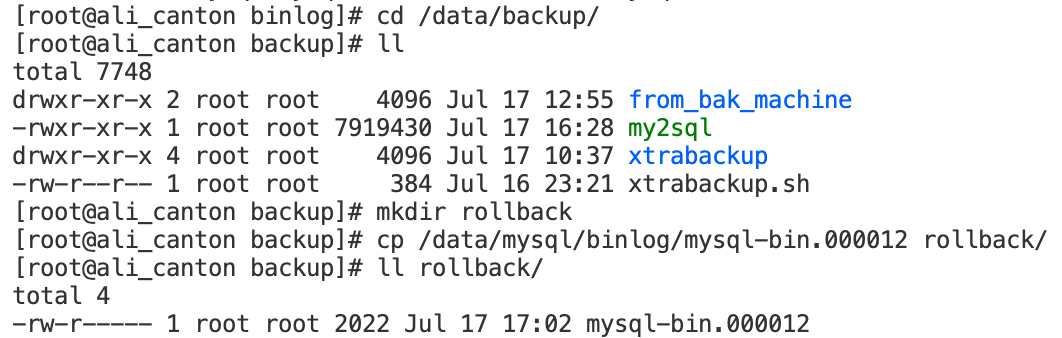 [root@ali_canton binlog]# cd /data/backup/
[root@ali_canton backup]# ll
total 7748
drwxr-xr-x 2 root root    4096 Jul 17 12:55 from_bak_machine
-rwxr-xr-x 1 root root 7919430 Jul 17 16:28 my2sql
drwxr-xr-x 4 root root    4096 Jul 17 10:37 xtrabackup
-rw-r--r-- 1 root root     384 Jul 16 23:21 xtrabackup.sh
[root@ali_canton backup]# mkdir rollback
[root@ali_canton backup]# cp /data/mysql/binlog/mysql-bin.000012 rollback/
[root@ali_canton backup]# ll rollback/
total 4
-rw-r----- 1 root root 2022 Jul 17 17:02 mysql-bin.000012